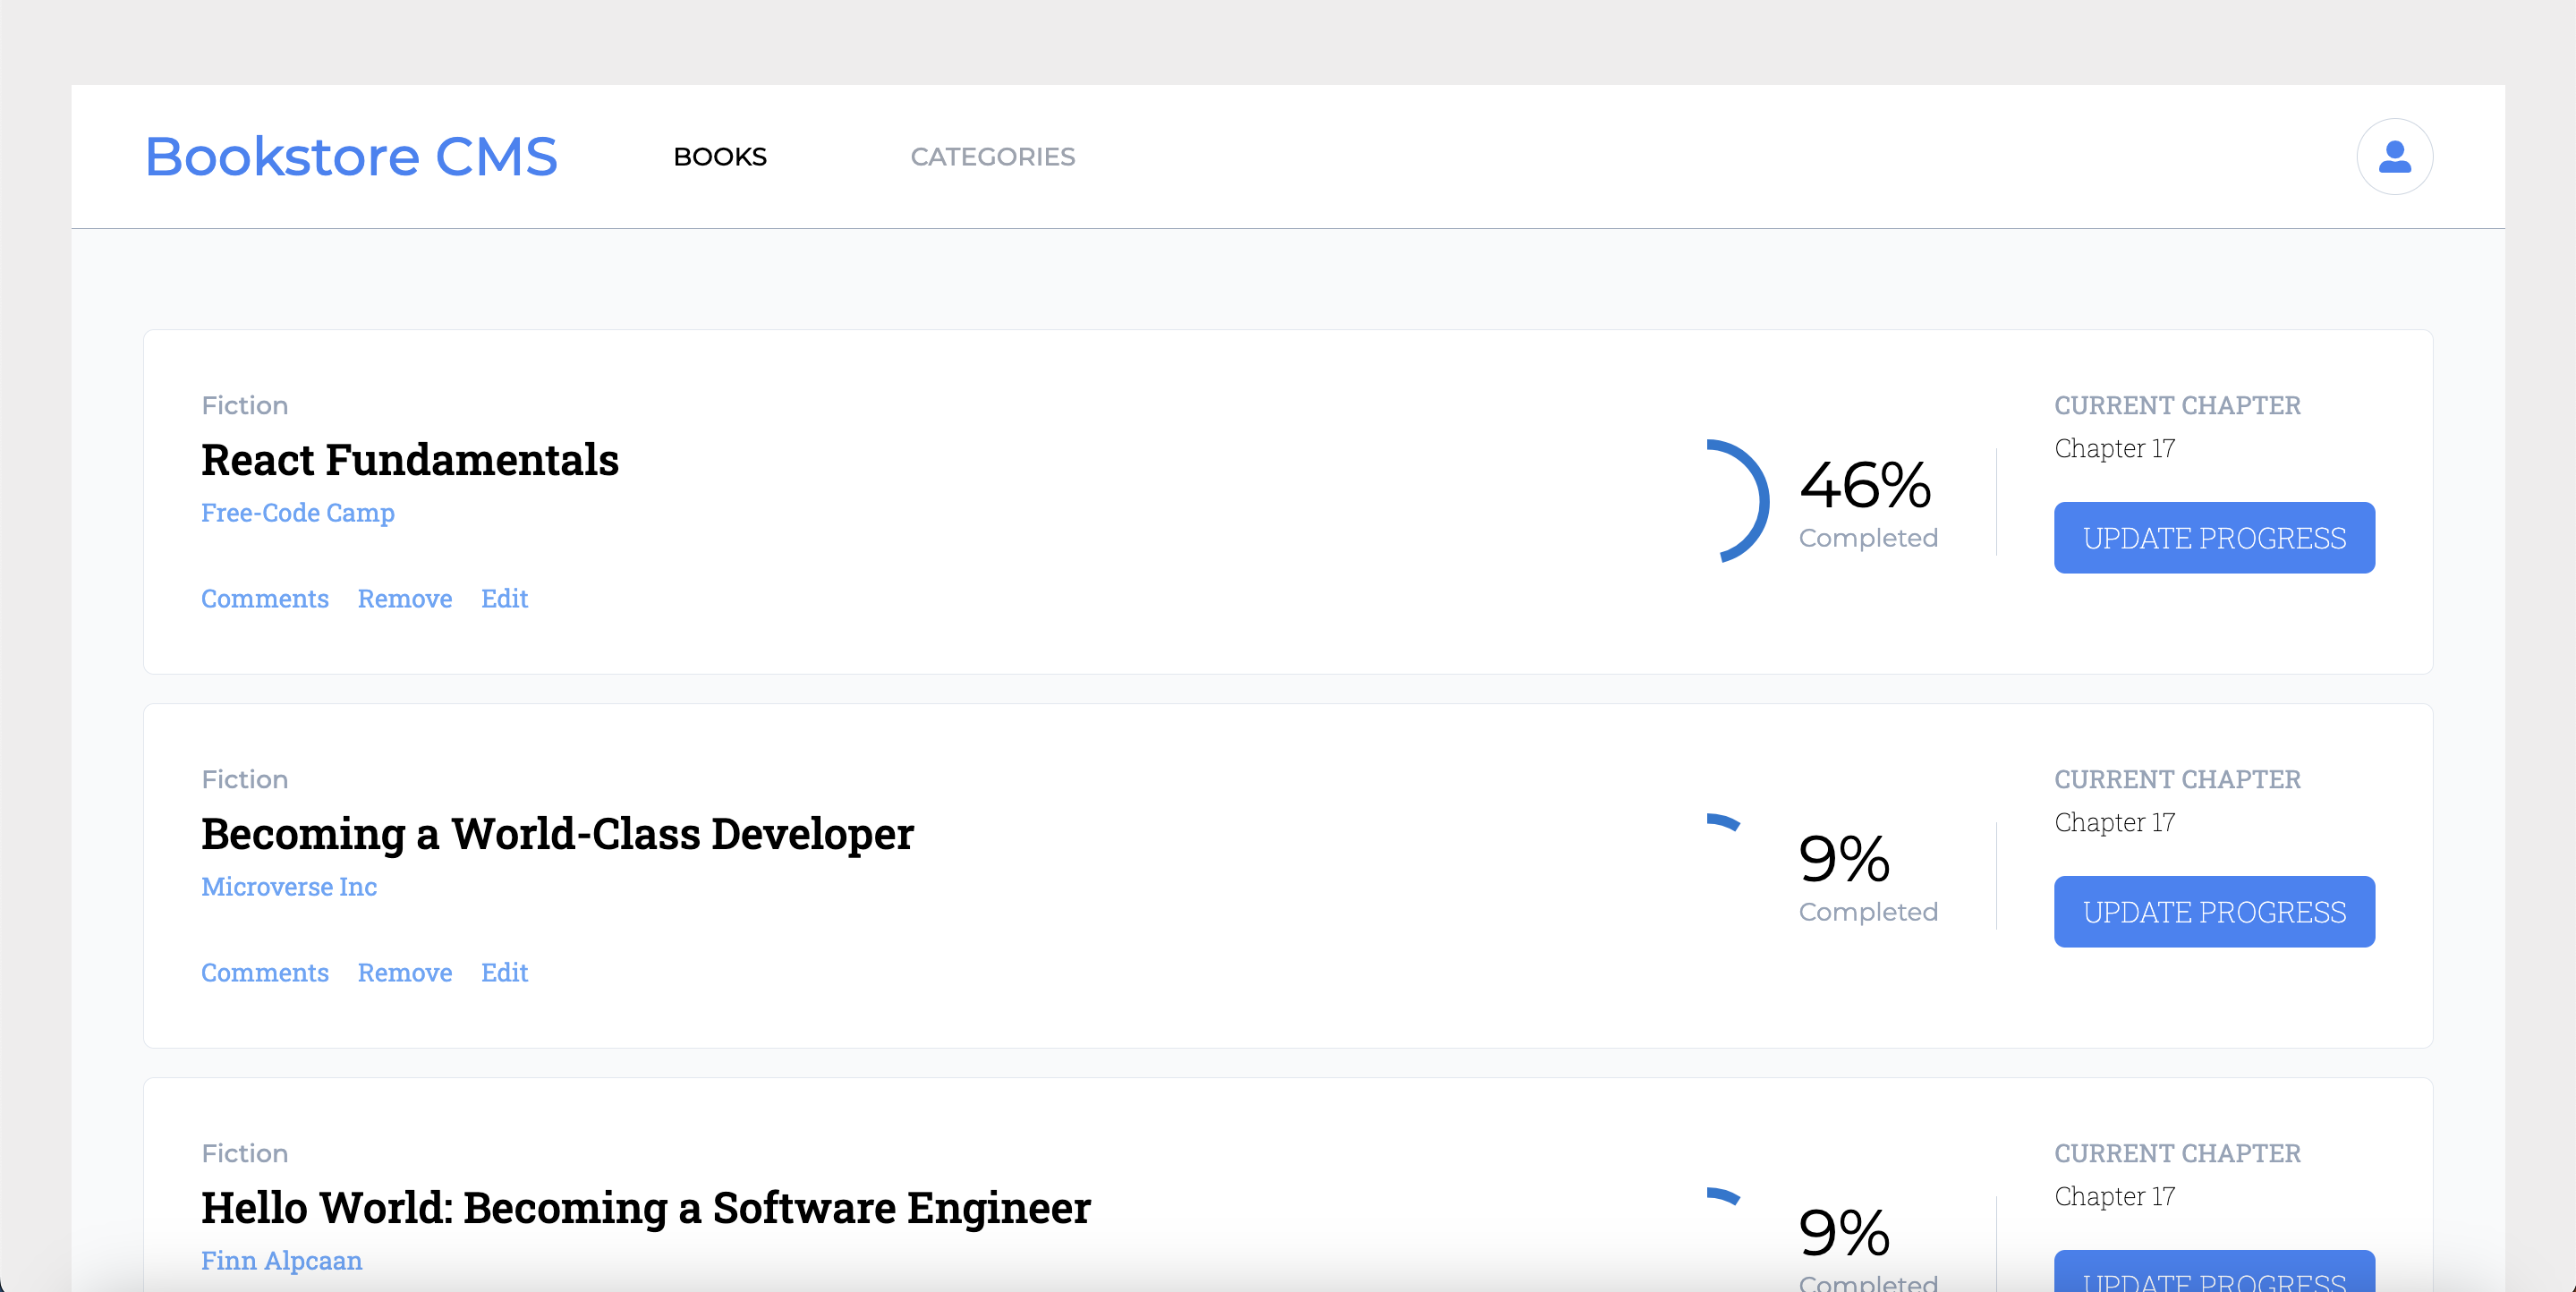 Bookstore CMS BOOKS CATEGORIES
Fiction
React Fundamentals
Free-Code Camp
Comments Remove Edit
46%
Completed
CURRENT CHAPTER
Chapter 17
UPDATE PROGRESS
Fiction
Becoming a World-Class Developer
Microverse Inc
Comments Remove Edit
9%
Completed
CURRENT CHAPTER
Chapter 17
UPDATE PROGRESS
Fiction
Hello World: Becoming a Software Engineer
Finn Alpcaan
9%
Completed
CURRENT CHAPTER
Chapter 17
UPDATE PROGRESS